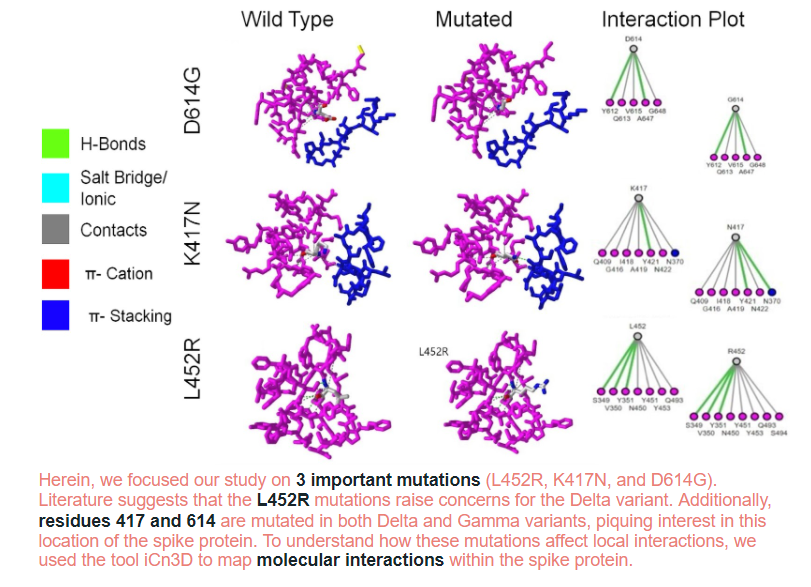 Wild Type
Mutated
Interaction Plot
D614G
D614
Y612 V615 G648
Q613 A647
G614
Y612 V615 G648
Q613 A647
H-Bonds
Salt Bridge/
Ionic
Contacts
π- Cation
π- Stacking
K417N
K417
Q409 I418 Y421 N370
G416 A419 N422
N417
Q409 I418 Y421 N370
G416 A419 N422
L452R
L452R
L452
S349 Y351 Y451 Q493
V350 N450 Y453
R452
S349 Y351 Y451 Q493
V350 N450 Y453 S494
Herein, we focused our study on 3 important mutations (L452R, K417N, and D614G).
Literature suggests that the L452R mutations raise concerns for the Delta variant. Additionally,
residues 417 and 614 are mutated in both Delta and Gamma variants, piquing interest in this
location of the spike protein. To understand how these mutations affect local interactions, we
used the tool iCn3D to map molecular interactions within the spike protein.